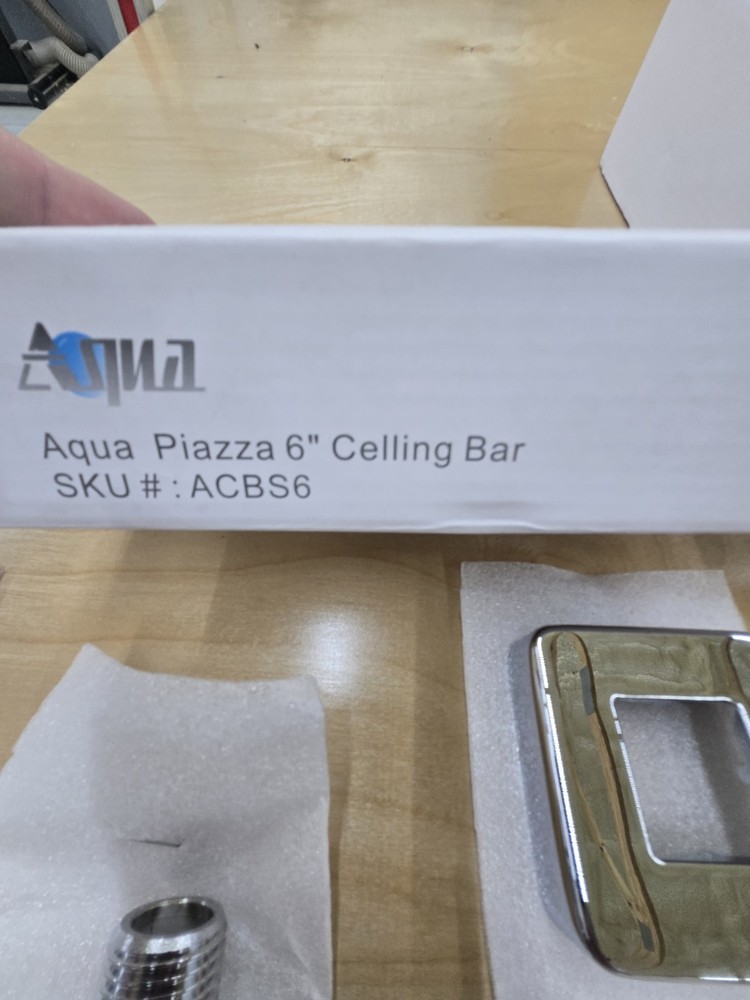 Aqua
Aqua Piazza 6" Celling Bar
SKU # : ACBS6